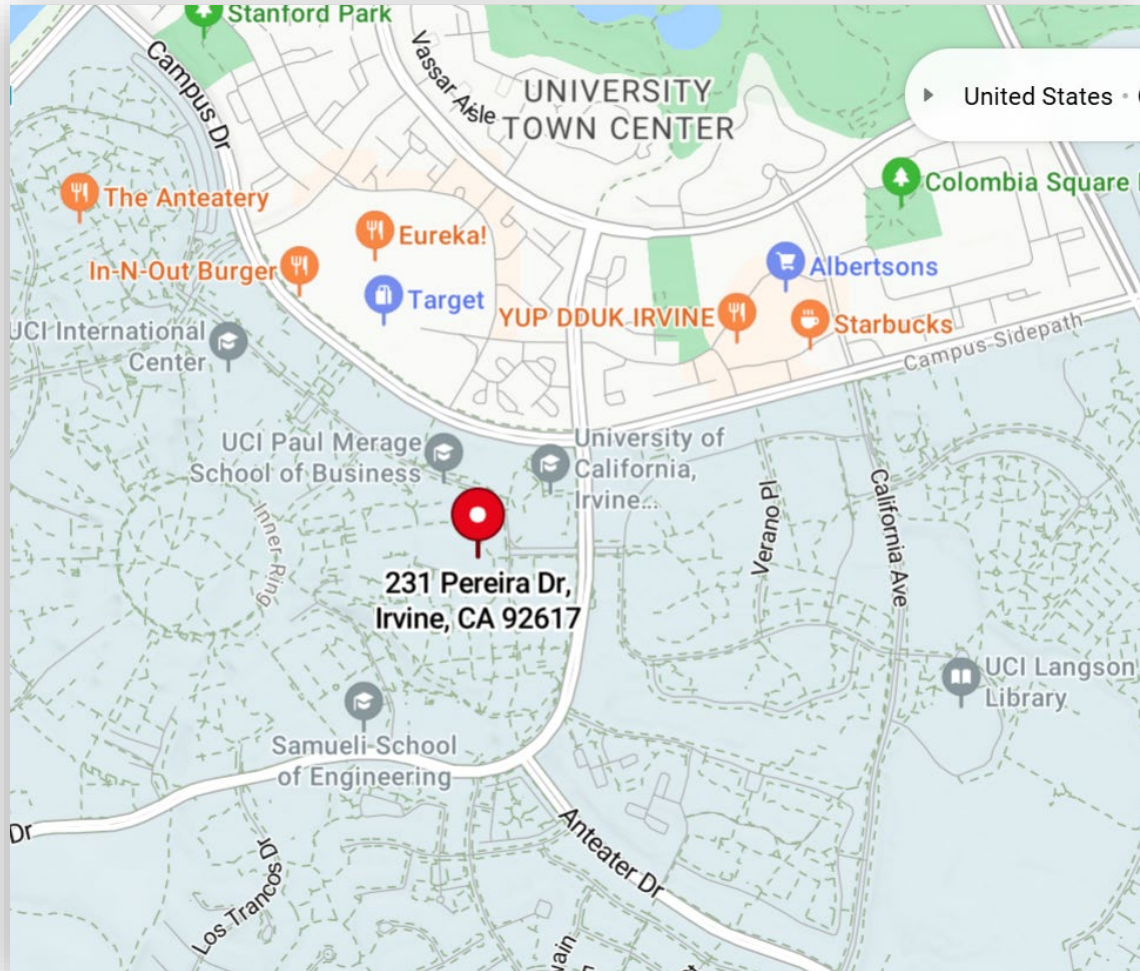 Stanford Park
Campus Dr
Vassar Aisle
UNIVERSITY
TOWN CENTER
United States •
The Anteatery
Eureka!
In-N-Out Burger
Target
Colombia Square
Albertsons
YUP DDUK IRVINE
Starbucks
Campus Sidepath
UCI International
Center
UCI Paul Merage
School of Business
University of
California,
Irvine...
Inner Ring
Verano Pl
California Ave
231 Pereira Dr,
Irvine, CA 92617
UCI Langson
Library
Samueli School
of Engineering
Dr
Los Trancos Dr
Anteater Dr